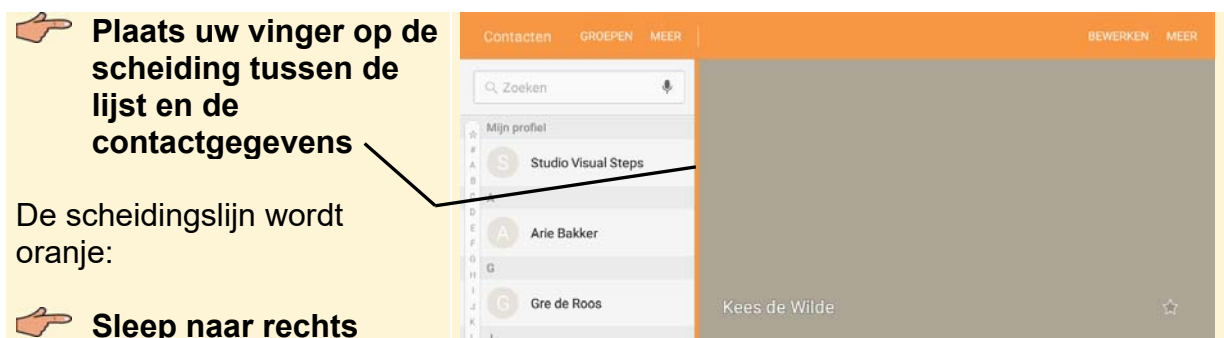 Plaats uw vinger op de
scheiding tussen de
lijst en de
contactgegevens
De scheidingslijn wordt
oranje:
Sleep naar rechts
Contacten GROEPEN MEER BEWERKEN MEER
Zoeken
Mijn profiel
S Studio Visual Steps
A
A Arie Bakker
G
G Gre de Roos
Kees de Wilde
#
A
B
C
D
E
F
G
H
I
J
K